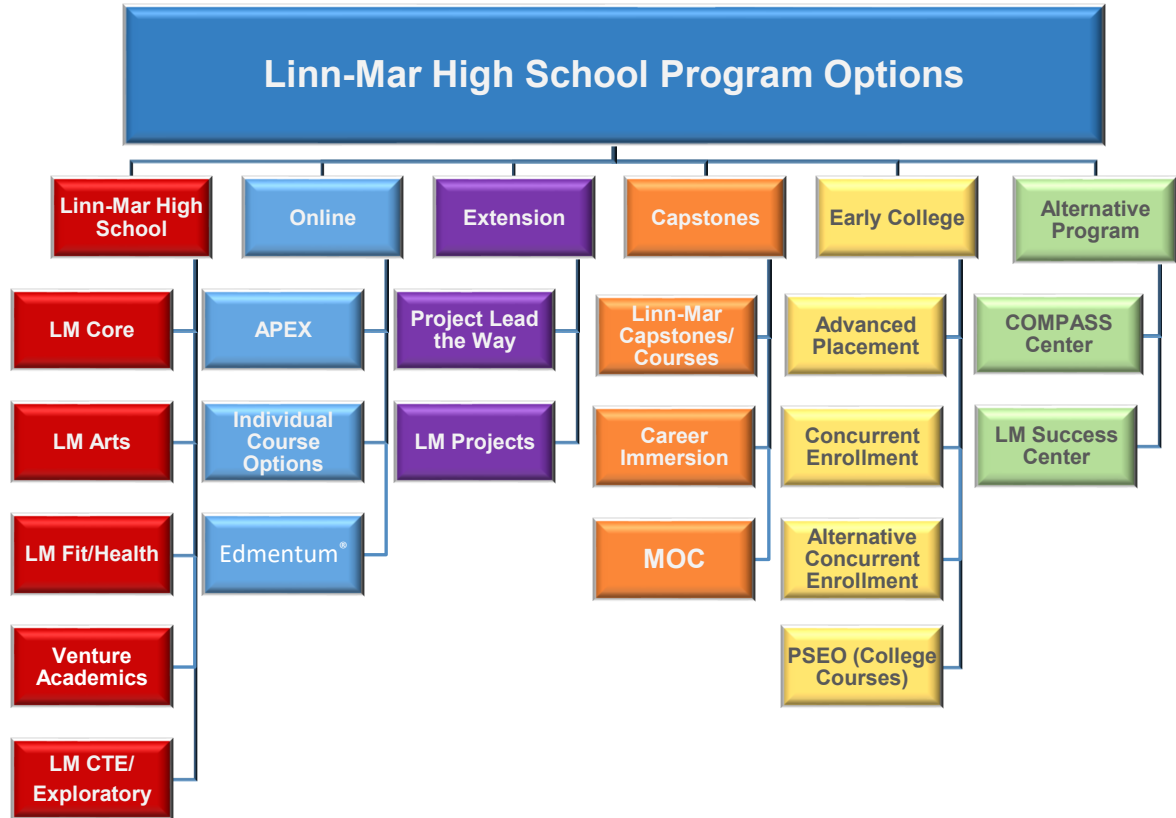 Linn-Mar High School Program Options
Linn-Mar High
School
Online
Extension
Capstones
Early College
Alternative
Program
LM Core
LM Arts
LM Fit/Health
Venture
Academics
LM CTE/
Exploratory
APEX
Individual
Course
Options
Edmentum®
Project Lead
the Way
LM Projects
Linn-Mar
Capstones/
Courses
Career
Immersion
MOC
Advanced
Placement
Concurrent
Enrollment
Alternative
Concurrent
Enrollment
PSEO (College
Courses)
COMPASS
Center
LM Success
Center